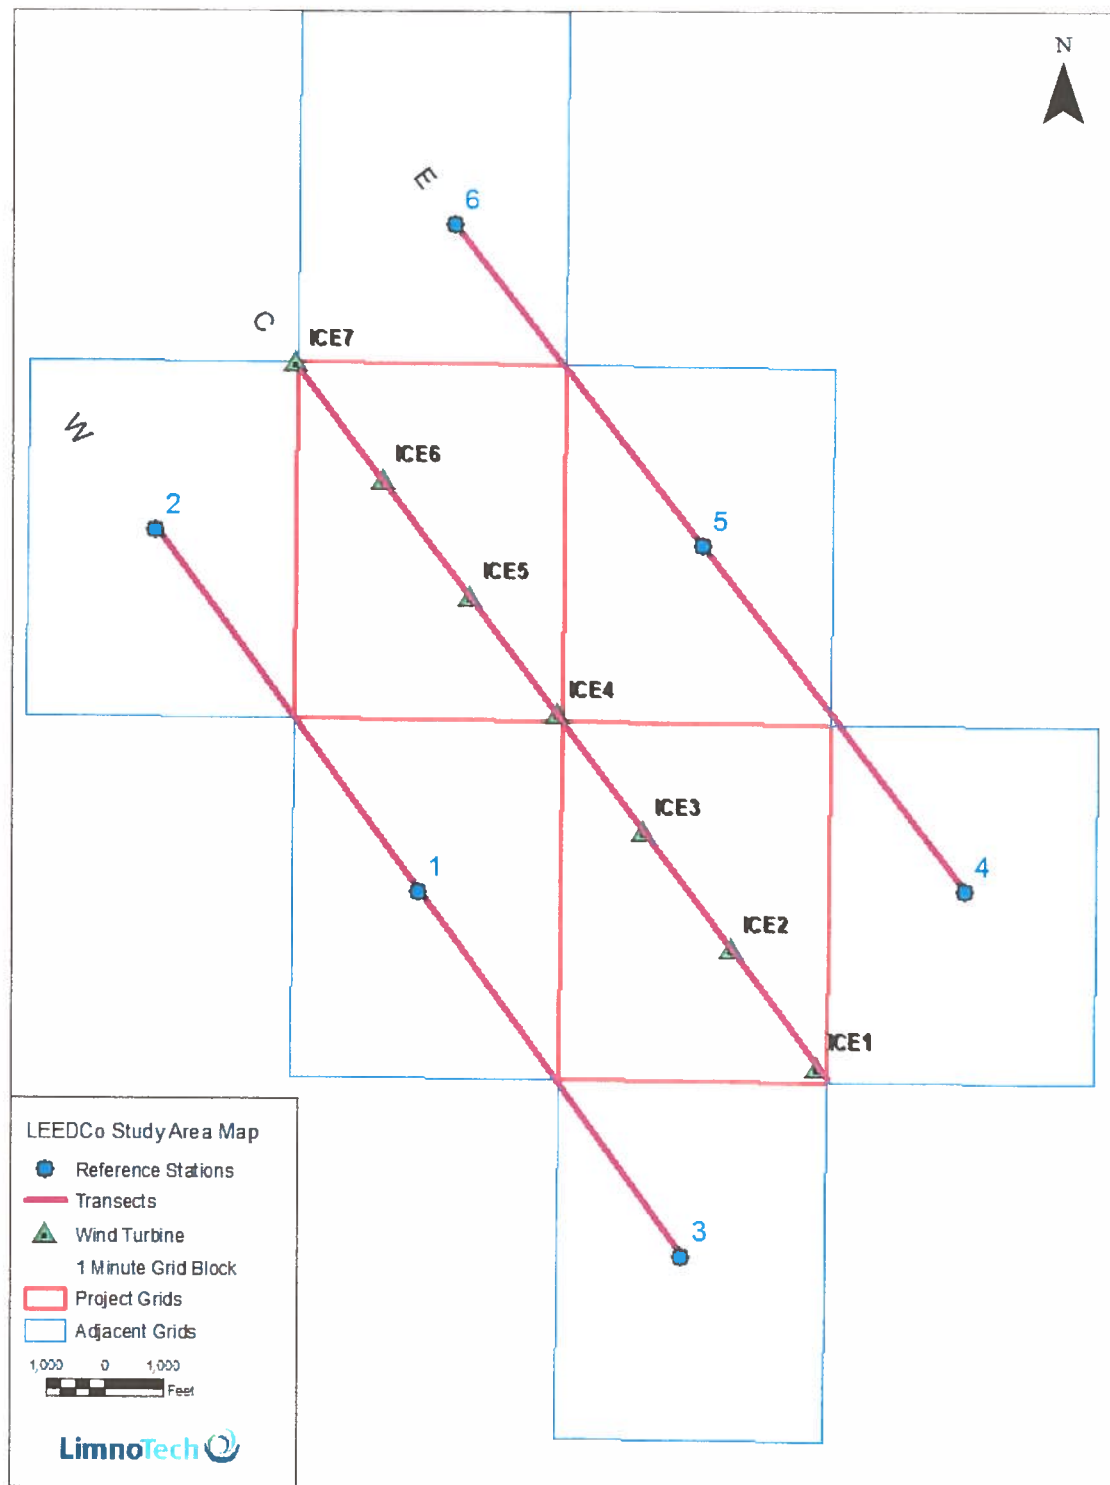 N
E
6
C
ICE7
W
ICE6
2
5
ICE5
ICE4
ICE3
1
4
ICE2
ICE1
3
LEEDCo Study Area Map
Reference Stations
Transects
Wind Turbine
1 Minute Grid Block
Project Grids
Adjacent Grids
1,000 0 1,000
Feet
LimnoTech